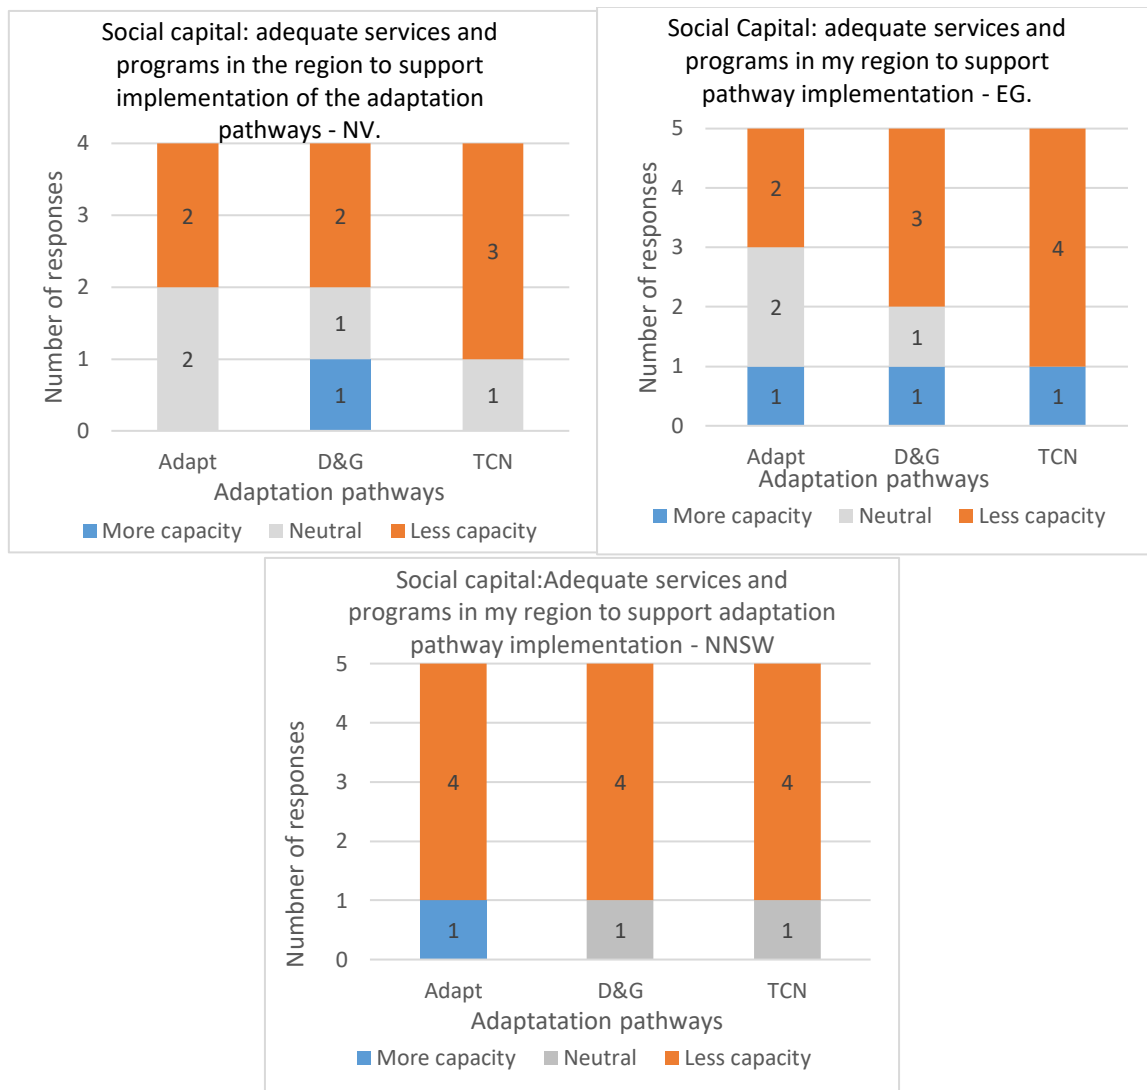 Social capital: adequate services and
programs in the region to support
implementation of the adaptation
pathways - NV.
Number of responses
4
3
2
1
0
2
2
3
2
1
1
1
Adapt
D&G
TCN
Adaptation pathways
More capacity
Neutral
Less capacity
Social Capital: adequate services and
programs in my region to support
pathway implementation - EG.
Number of responses
5
4
3
2
1
0
2
3
4
2
1
1
1
1
Adapt
D&G
TCN
Adaptation pathways
More capacity
Neutral
Less capacity
Social capital:Adequate services and
programs in my region to support adaptation
pathway implementation - NNSW
Numbner of responses
5
4
3
2
1
0
4
4
4
1
1
1
Adapt
D&G
TCN
Adaptatation pathways
More capacity
Neutral
Less capacity